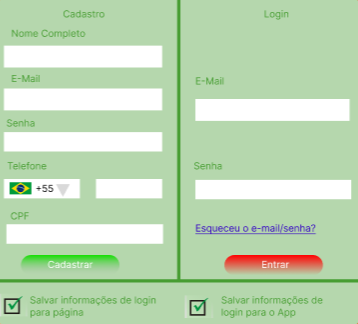 Cadastro
Nome Completo
E-Mail
Senha
Telefone
+55
CPF
Cadastrar
Salvar informações de login
para página
Login
E-Mail
Senha
Esqueceu o e-mail/senha?
Entrar
Salvar informações de
login para o App